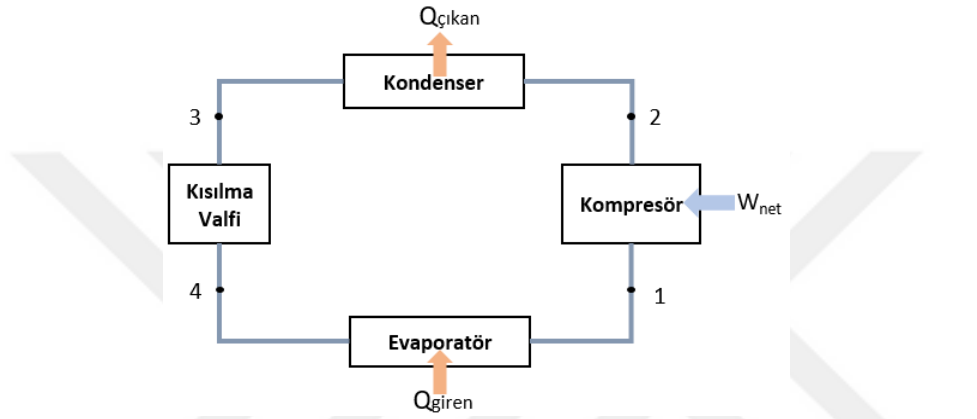 Qçıkan
Kondenser
3
2
Kısılma
Valfi
Kompresör
Wnet
4
1
Evaporatör
Qgiren